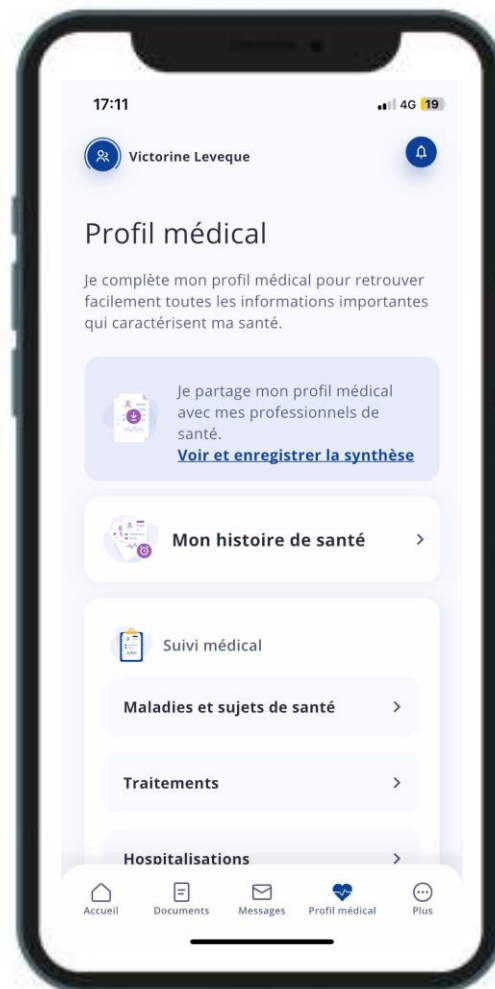 17:11
4G 19
Victorine Leveque
Profil médical
Je complète mon profil médical pour retrouver
facilement toutes les informations importantes
qui caractérisent ma santé.
Je partage mon profil médical
avec mes professionnels de
santé.
Voir et enregistrer la synthèse
Mon histoire de santé
Suivi médical
Maladies et sujets de santé
Traitements
Hospitalisations
Accueil
Documents
Messages
Profil médical
Plus